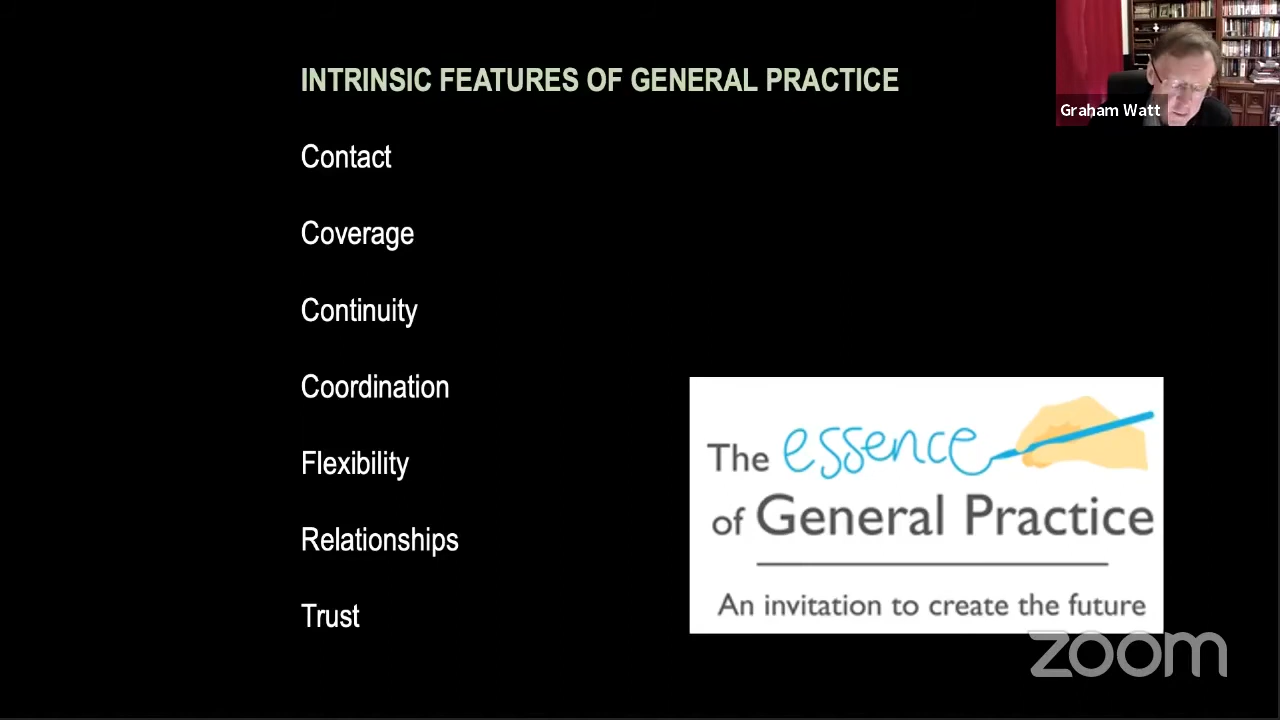 INTRINSIC FEATURES OF GENERAL PRACTICE
Graham Watt
Contact
Coverage
Continuity
Coordination
Flexibility
Relationships
Trust
The essence
of General Practice
An invitation to create the future
zoom